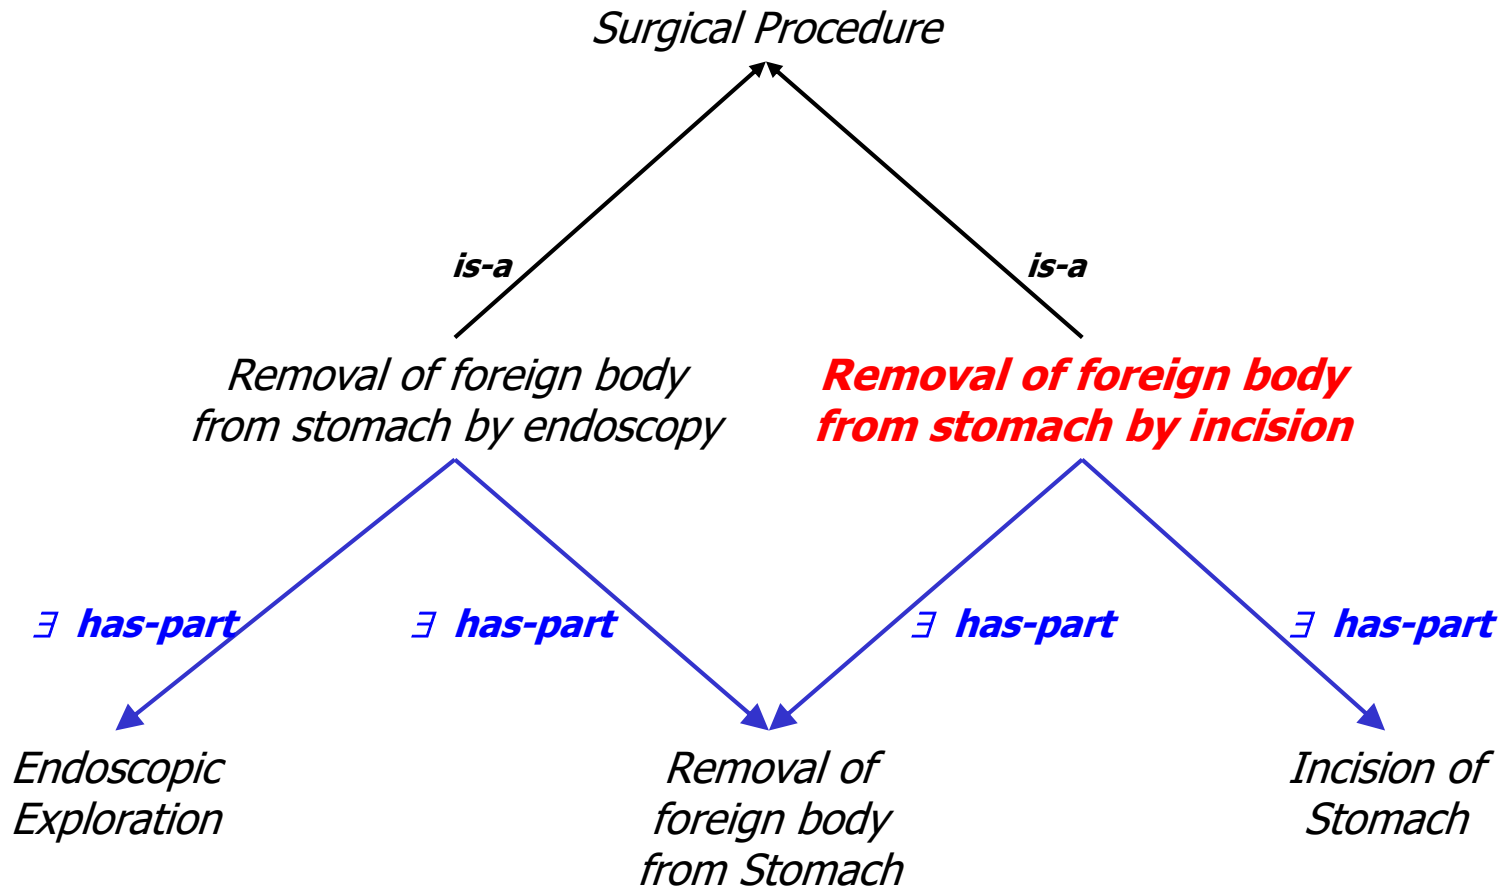 Surgical Procedure
is-a
is-a
Removal of foreign body
from stomach by endoscopy
Removal of foreign body
from stomach by incision
∃ has-part
∃ has-part
∃ has-part
∃ has-part
Endoscopic
Exploration
Removal of
foreign body
from Stomach
Incision of
Stomach